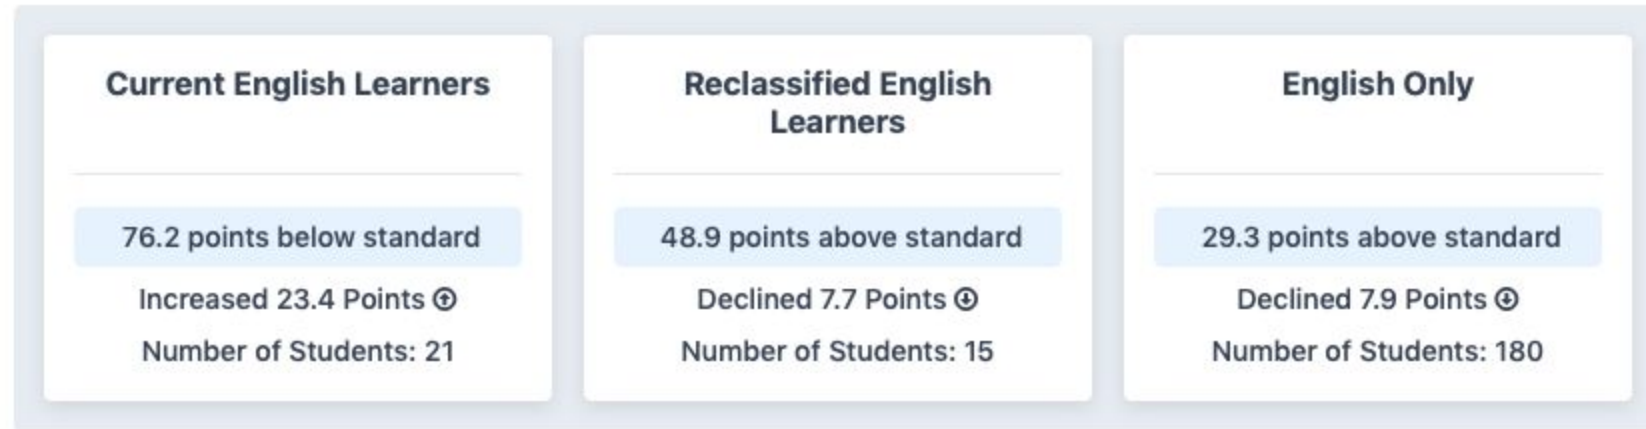 Current English Learners
76.2 points below standard
Increased 23.4 Points
Number of Students: 21
Reclassified English
Learners
48.9 points above standard
Declined 7.7 Points
Number of Students: 15
English Only
29.3 points above standard
Declined 7.9 Points
Number of Students: 180